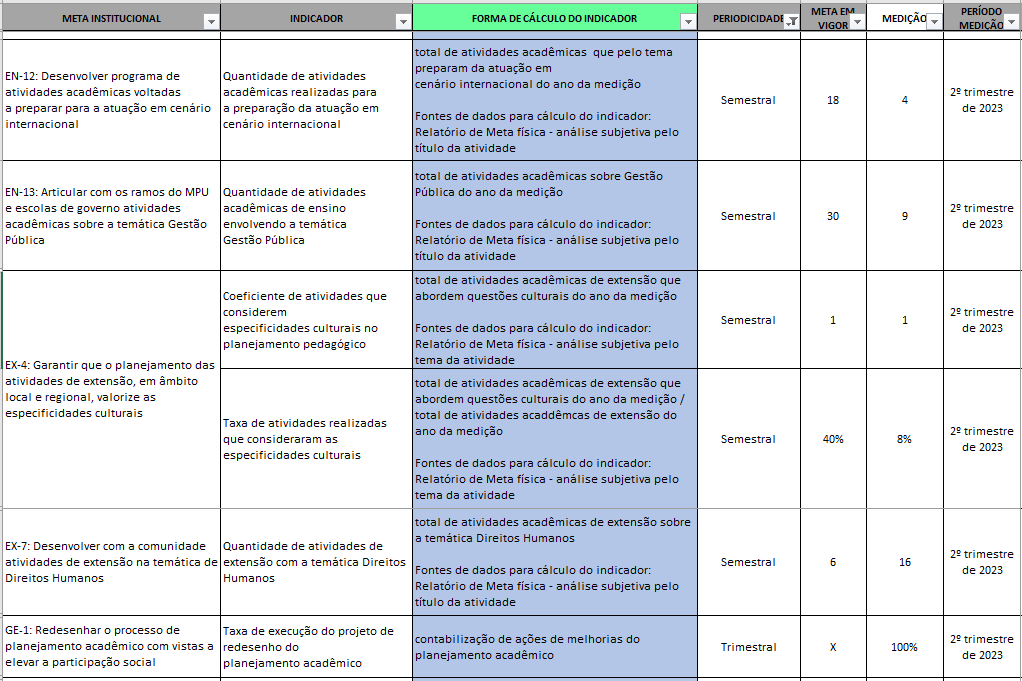 META INSTITUCIONAL
INDICADOR
FORMA DE CÁLCULO DO INDICADOR
PERIODICIDADE
META EM
VIGOR
MEDIÇÃO
PERÍODO
MEDIÇÃO
EN-12: Desenvolver programa de
atividades acadêmicas voltadas
a preparar para a atuação em cenário
internacional
Quantidade de atividades
acadêmicas realizadas para
a preparação da atuação em
cenário internacional
total de atividades acadêmicas que pelo tema
preparam da atuação em
cenário internacional do ano da medição
Fontes de dados para cálculo do indicador:
Relatório de Meta física - análise subjetiva pelo
título da atividade
Semestral
18
4
2º trimestre
de 2023
EN-13: Articular com os ramos do MPU
e escolas de governo atividades
acadêmicas sobre a temática Gestão
Pública
Quantidade de atividades
acadêmicas de ensino
envolvendo a temática
Gestão Pública
total de atividades acadêmicas sobre Gestão
Pública do ano da medição
Fontes de dados para cálculo do indicador:
Relatório de Meta física - análise subjetiva pelo
título da atividade
Semestral
30
9
2º trimestre
de 2023
EX-4: Garantir que o planejamento das
atividades de extensão, em âmbito
local e regional, valorize as
especificidades culturais
Coeficiente de atividades que
considerem
especificidades culturais no
planejamento pedagógico
total de atividades acadêmicas de extensão que
abordem questões culturais do ano da medição
Fontes de dados para cálculo do indicador:
Relatório de Meta física - análise subjetiva pelo
tema da atividade
Semestral
1
1
2º trimestre
de 2023
Taxa de atividades realizadas
que consideraram as
especificidades culturais
total de atividades acadêmicas de extensão que
abordem questões culturais do ano da medição /
total de atividades acaddêmcas de extensão do
ano da medição
Fontes de dados para cálculo do indicador:
Relatório de Meta física - análise subjetiva pelo
tema da atividade
Semestral
40%
8%
2º trimestre
de 2023
EX-7: Desenvolver com a comunidade
atividades de extensão na temática de
Direitos Humanos
Quantidade de atividades de
extensão com a temática Direitos
Humanos
total de atividades acadêmicas de extensão sobre
a temática Direitos Humanos
Fontes de dados para cálculo do indicador:
Relatório de Meta física - análise subjetiva pelo
título da atividade
Semestral
6
16
2º trimestre
de 2023
GE-1: Redesenhar o processo de
planejamento acadêmico com vistas a
elevar a participação social
Taxa de execução do projeto de
redesenho do
planejamento acadêmico
contabilização de ações de melhorias do
planejamento acadêmico
Trimestral
X
100%
2º trimestre
de 2023